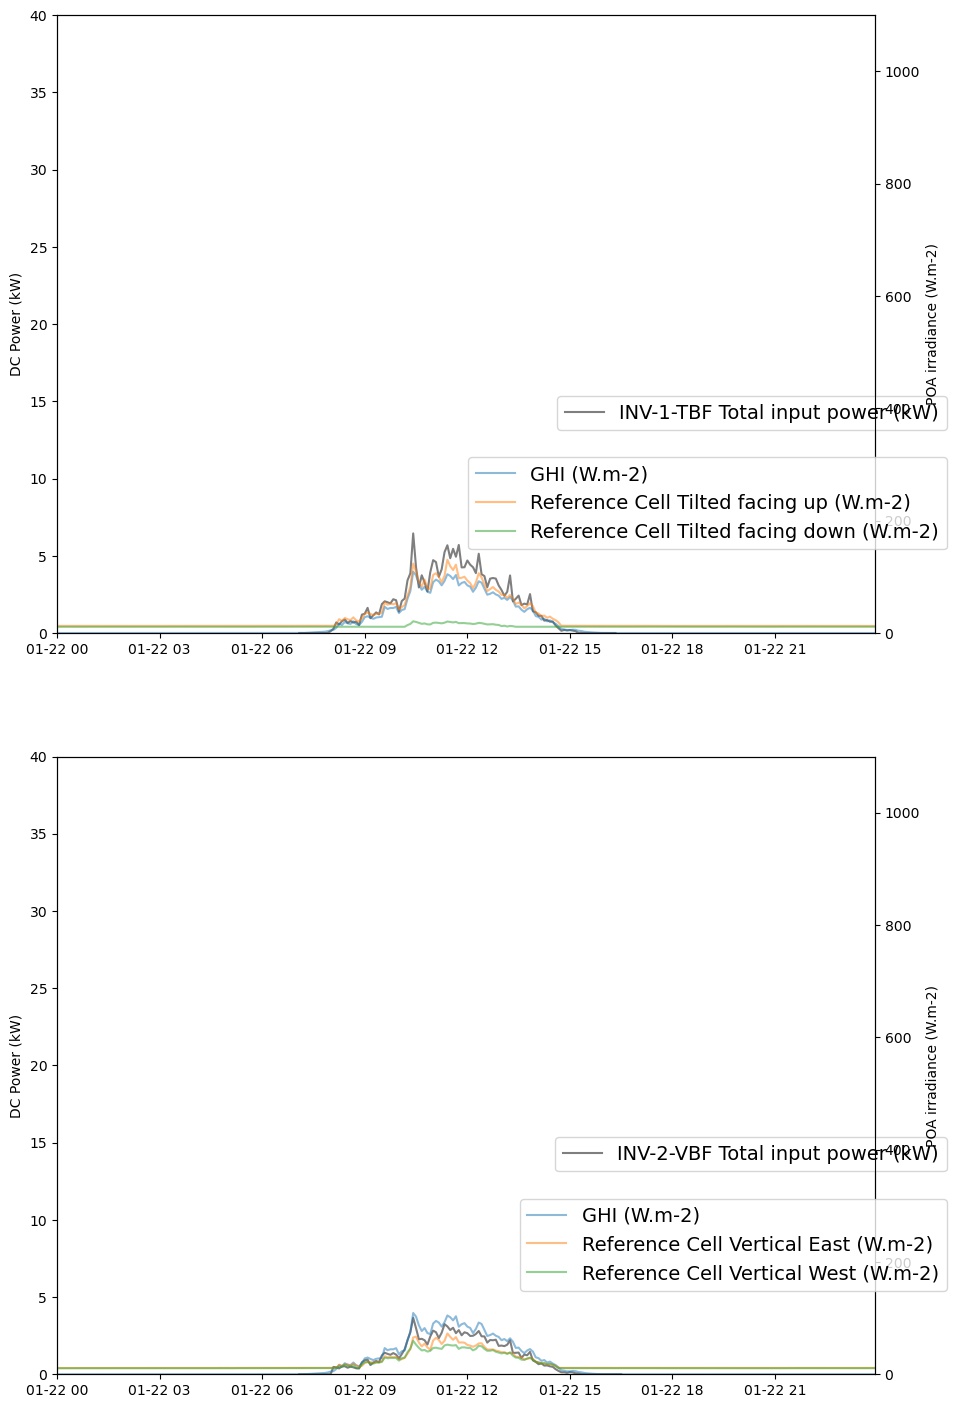 40
35
30
25
20
15
10
5
0
DC Power (kW)
1000
800
600
400
200
0
POA irradiance (W.m-2)
INV-1-TBF Total input power (kW)
GHI (W.m-2)
Reference Cell Tilted facing up (W.m-2)
Reference Cell Tilted facing down (W.m-2)
01-22 00 01-22 03 01-22 06 01-22 09 01-22 12 01-22 15 01-22 18 01-22 21
40
35
30
25
20
15
10
5
0
DC Power (kW)
1000
800
600
400
200
0
POA irradiance (W.m-2)
INV-2-VBF Total input power (kW)
GHI (W.m-2)
Reference Cell Vertical East (W.m-2)
Reference Cell Vertical West (W.m-2)
01-22 00 01-22 03 01-22 06 01-22 09 01-22 12 01-22 15 01-22 18 01-22 21